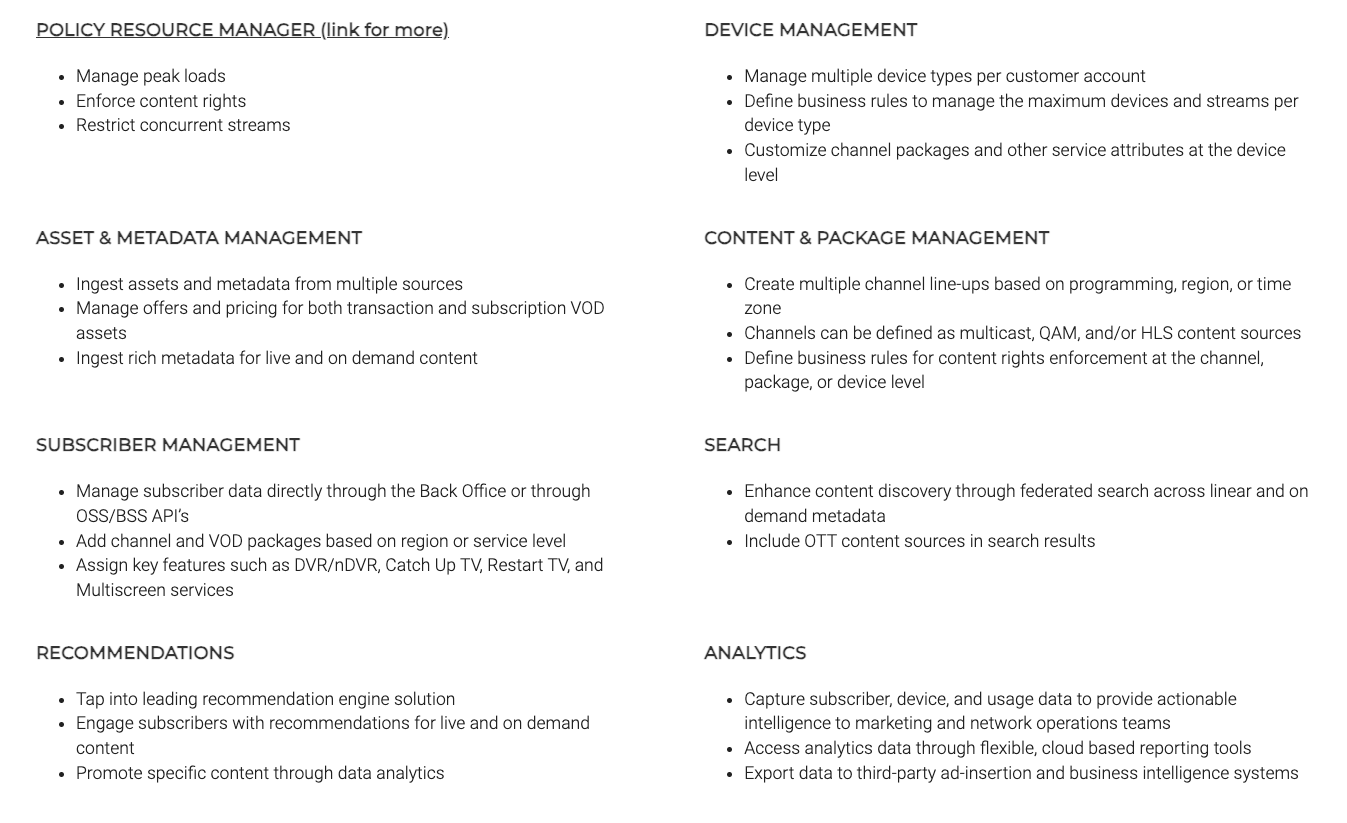 POLICY RESOURCE MANAGER (link for more)
• Manage peak loads
• Enforce content rights
• Restrict concurrent streams
DEVICE MANAGEMENT
• Manage multiple device types per customer account
• Define business rules to manage the maximum devices and streams per
device type
• Customize channel packages and other service attributes at the device
level
ASSET & METADATA MANAGEMENT
• Ingest assets and metadata from multiple sources
• Manage offers and pricing for both transaction and subscription VOD
assets
• Ingest rich metadata for live and on demand content
CONTENT & PACKAGE MANAGEMENT
• Create multiple channel line-ups based on programming, region, or time
zone
• Channels can be defined as multicast, QAM, and/or HLS content sources
• Define business rules for content rights enforcement at the channel,
package, or device level
SUBSCRIBER MANAGEMENT
• Manage subscriber data directly through the Back Office or through
OSS/BSS API's
• Add channel and VOD packages based on region or service level
• Assign key features such as DVR/nDVR, Catch Up TV, Restart TV, and
Multiscreen services
SEARCH
• Enhance content discovery through federated search across linear and on
demand metadata
• Include OTT content sources in search results
RECOMMENDATIONS
• Tap into leading recommendation engine solution
• Engage subscribers with recommendations for live and on demand
content
• Promote specific content through data analytics
ANALYTICS
• Capture subscriber, device, and usage data to provide actionable
intelligence to marketing and network operations teams
• Access analytics data through flexible, cloud based reporting tools
• Export data to third-party ad-insertion and business intelligence systems